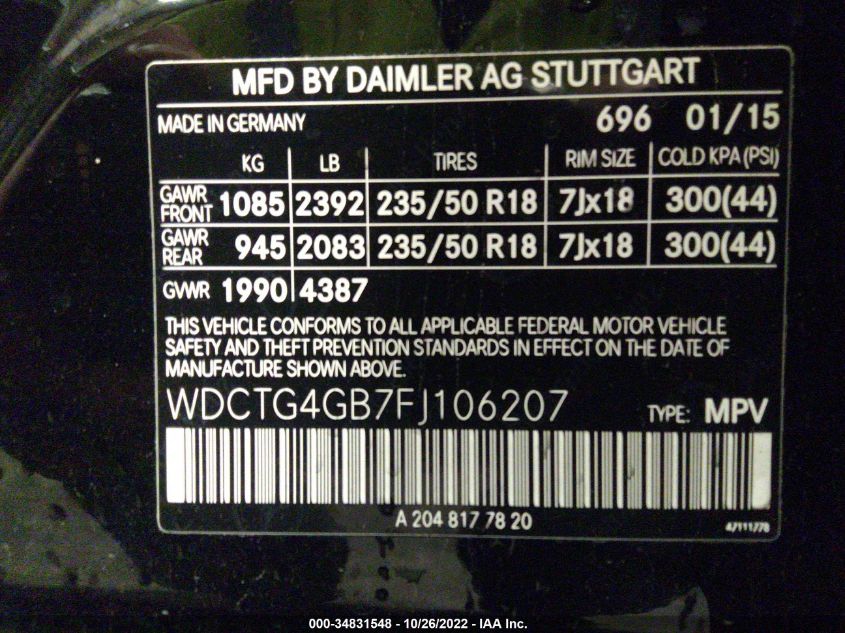 MFD BY DAIMLER AG STUTTGART
MADE IN GERMANY 696 01/15
KG LB TIRES RIM SIZE COLD KPA (PSI)
GAWR FRONT 1085 2392 235/50 R18 7Jx18 300(44)
GAWR REAR 945 2083 235/50 R18 7Jx18 300(44)
GVWR 1990 4387
THIS VEHICLE CONFORMS TO ALL APPLICABLE FEDERAL MOTOR VEHICLE
SAFETY AND THEFT PREVENTION STANDARDS IN EFFECT ON THE DATE OF
MANUFACTURE SHOWN ABOVE.
WDCTG4GB7FJ106207 TYPE: MPV
A 204 817 78 20 47111778
000-34831548 - 10/26/2022 - IAA Inc.